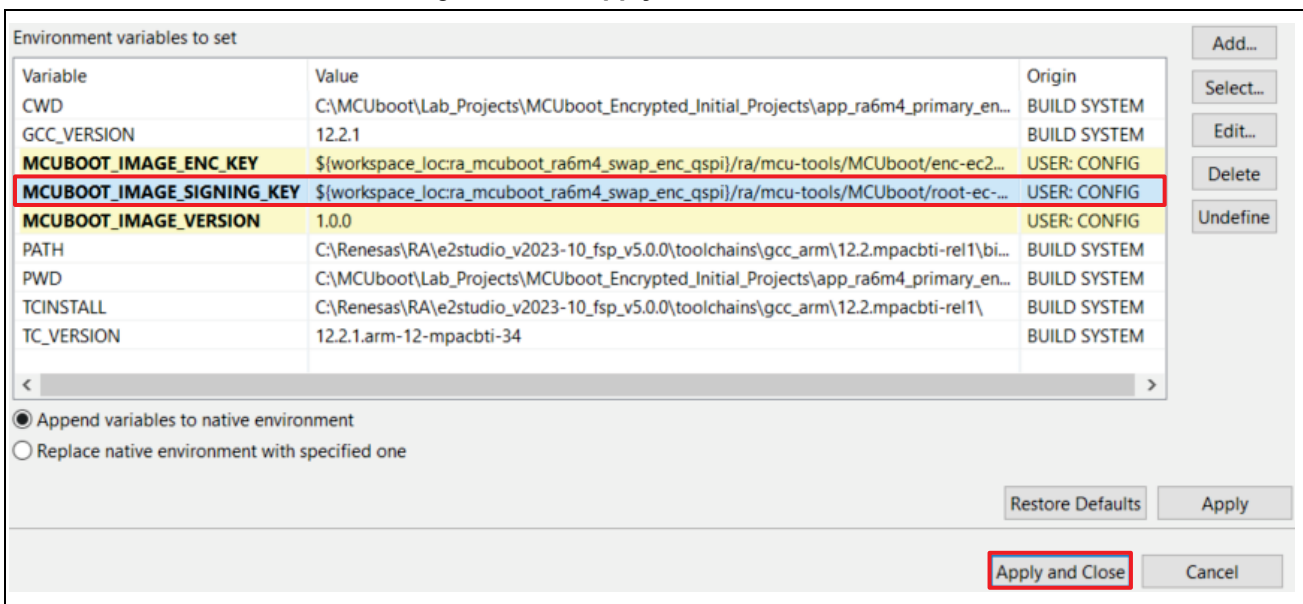 Environment variables to set
Add...
Variable Value Origin
Select...
CWD C:\MCUboot\Lab_Projects\MCUboot_Encrypted_Initial_Projects\app_ra6m4_primary_en... BUILD SYSTEM
GCC_VERSION 12.2.1 BUILD SYSTEM
Edit...
MCUBOOT_IMAGE_ENC_KEY ${workspace_loc:ra_mcuboot_ra6m4_swap_enc_qspi}/ra/mcu-tools/MCUboot/enc-ec2... USER: CONFIG
Delete
MCUBOOT_IMAGE_SIGNING_KEY ${workspace_loc:ra_mcuboot_ra6m4_swap_enc_qspi}/ra/mcu-tools/MCUboot/root-ec-... USER: CONFIG
MCUBOOT_IMAGE_VERSION 1.0.0 USER: CONFIG
Undefine
PATH C:\Renesas\RA\e2studio_v2023-10_fsp_v5.0.0\toolchains\gcc_arm\12.2.mpacbti-rel1\bi... BUILD SYSTEM
PWD C:\MCUboot\Lab_Projects\MCUboot_Encrypted_Initial_Projects\app_ra6m4_primary_en... BUILD SYSTEM
TCINSTALL C:\Renesas\RA\e2studio_v2023-10_fsp_v5.0.0\toolchains\gcc_arm\12.2.mpacbti-rel1\ BUILD SYSTEM
TC_VERSION 12.2.1.arm-12-mpacbti-34 BUILD SYSTEM
Append variables to native environment
Replace native environment with specified one
Restore Defaults Apply
Apply and Close Cancel